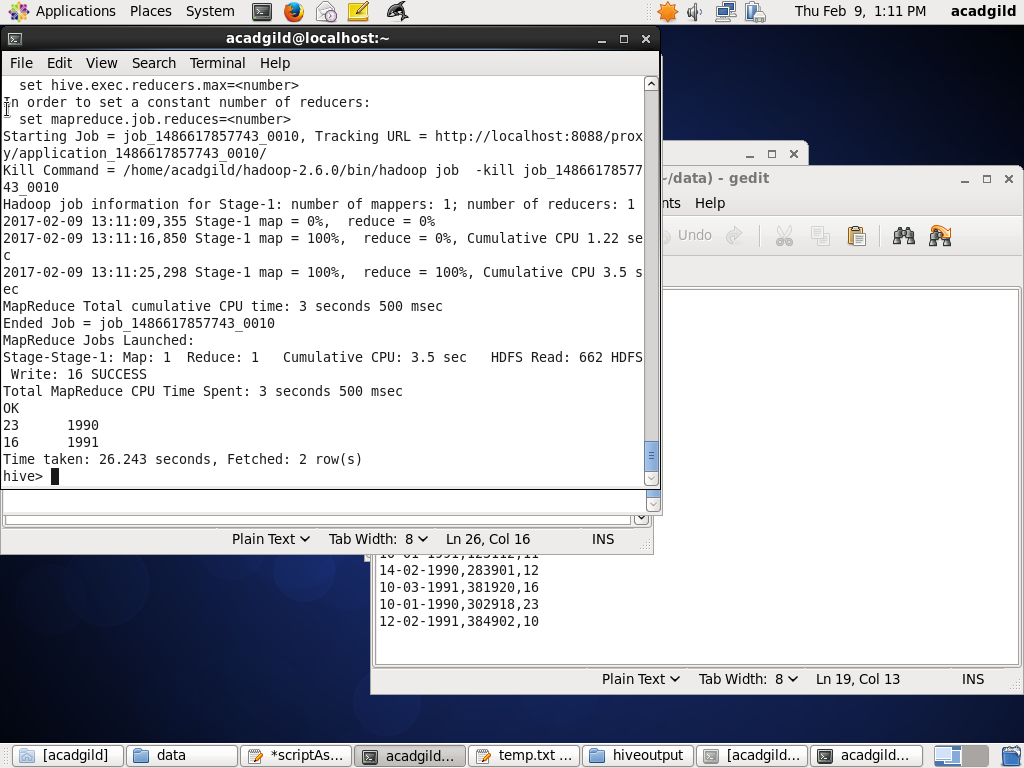 Applications Places System
Thu Feb 9, 1:11 PM acadgild
acadgild@localhost:~
File Edit View Search Terminal Help
set hive.exec.reducers.max=<number>
In order to set a constant number of reducers:
set mapreduce.job.reduces=<number>
Starting Job = job_1486617857743_0010, Tracking URL = http://localhost:8088/prox
y/application_1486617857743_0010/
Kill Command = /home/acadgild/hadoop-2.6.0/bin/hadoop job  -kill job_14866178577
43_0010
Hadoop job information for Stage-1: number of mappers: 1; number of reducers: 1
2017-02-09 13:11:09,355 Stage-1 map = 0%,  reduce = 0%
2017-02-09 13:11:16,850 Stage-1 map = 100%,  reduce = 0%, Cumulative CPU 1.22 se
c
2017-02-09 13:11:25,298 Stage-1 map = 100%,  reduce = 100%, Cumulative CPU 3.5 s
ec
MapReduce Total cumulative CPU time: 3 seconds 500 msec
Ended Job = job_1486617857743_0010
MapReduce Jobs Launched:
Stage-Stage-1: Map: 1  Reduce: 1   Cumulative CPU: 3.5 sec   HDFS Read: 662 HDFS
Write: 16 SUCCESS
Total MapReduce CPU Time Spent: 3 seconds 500 msec
OK
23	1990
16	1991
Time taken: 26.243 seconds, Fetched: 2 row(s)
hive>
Plain Text Tab Width: 8 Ln 26, Col 16 INS
~/data) - gedit
nts Help
Undo
14-02-1990,283901,12
10-03-1991,381920,16
10-01-1990,302918,23
12-02-1991,384902,10
Plain Text Tab Width: 8 Ln 19, Col 13 INS
[acadgild] data *scriptAs... acadgild... temp.txt ... hiveoutput [acadgild... acadgild...